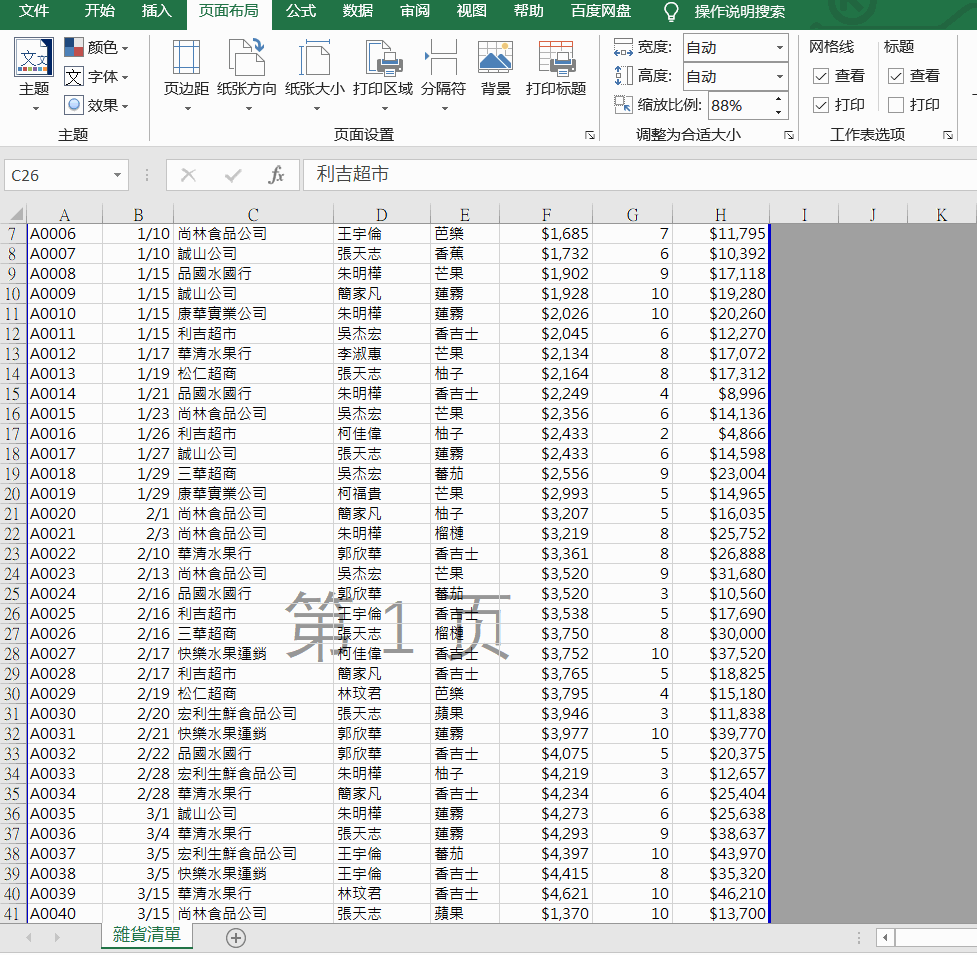 文件 开始 插入 页面布局 公式 数据 审阅 视图 帮助 百度网盘 操作说明搜索
颜色 宽度: 自动 网格线 标题
主题 字体 页边距 纸张方向 纸张大小 打印区域 分隔符 背景 打印标题 高度: 自动 查看 查看
效果 缩放比例: 88% 打印 打印
主题 页面设置 调整为合适大小 工作表选项
C26 fx 利吉超市
A B C D E F G H I J K
7 A0006 1/10 尚林食品公司 王宇倫 芭樂 $1,685 7 $11,795
8 A0007 1/10 誠山公司 張天志 香蕉 $1,732 6 $10,392
9 A0008 1/15 品國水國行 朱明樺 芒果 $1,902 9 $17,118
10 A0009 1/15 誠山公司 簡家凡 蓮霧 $1,928 10 $19,280
11 A0010 1/15 康華實業公司 朱明樺 蓮霧 $2,026 10 $20,260
12 A0011 1/15 利吉超市 吳杰宏 香吉士 $2,045 6 $12,270
13 A0012 1/17 華清水果行 李淑惠 芒果 $2,134 8 $17,072
14 A0013 1/19 松仁超商 張天志 柚子 $2,164 8 $17,312
15 A0014 1/21 品國水國行 朱明樺 香吉士 $2,249 4 $8,996
16 A0015 1/23 尚林食品公司 吳杰宏 芒果 $2,356 6 $14,136
17 A0016 1/26 利吉超市 柯佳偉 柚子 $2,433 2 $4,866
18 A0017 1/27 誠山公司 張天志 蓮霧 $2,433 6 $14,598
19 A0018 1/29 三華超商 吳杰宏 蕃茄 $2,556 9 $23,004
20 A0019 1/29 康華實業公司 柯福貴 芒果 $2,993 5 $14,965
21 A0020 2/1 尚林食品公司 簡家凡 柚子 $3,207 5 $16,035
22 A0021 2/3 尚林食品公司 朱明樺 榴槤 $3,219 8 $25,752
23 A0022 2/10 華清水果行 郭欣華 香吉士 $3,361 8 $26,888
24 A0023 2/13 尚林食品公司 吳杰宏 芒果 $3,520 9 $31,680
25 A0024 2/16 品國水國行 郭欣華 蕃茄 $3,520 3 $10,560
26 A0025 2/16 利吉超市 王宇倫 香吉士 $3,538 5 $17,690
第 1 页
27 A0026 2/16 三華超商 張天志 榴槤 $3,750 8 $30,000
28 A0027 2/17 快樂水果運銷 柯佳偉 香吉士 $3,752 10 $37,520
29 A0028 2/17 利吉超市 簡家凡 香吉士 $3,765 5 $18,825
30 A0029 2/19 松仁超商 林玟君 芭樂 $3,795 4 $15,180
31 A0030 2/20 宏利生鮮食品公司 張天志 蘋果 $3,946 3 $11,838
32 A0031 2/21 快樂水果運銷 郭欣華 蓮霧 $3,977 10 $39,770
33 A0032 2/22 品國水國行 郭欣華 香吉士 $4,075 5 $20,375
34 A0033 2/28 宏利生鮮食品公司 朱明樺 柚子 $4,219 3 $12,657
35 A0034 2/28 華清水果行 簡家凡 香吉士 $4,234 6 $25,404
36 A0035 3/1 誠山公司 朱明樺 蓮霧 $4,273 6 $25,638
37 A0036 3/4 華清水果行 張天志 蓮霧 $4,293 9 $38,637
38 A0037 3/5 宏利生鮮食品公司 王宇倫 蕃茄 $4,397 10 $43,970
39 A0038 3/5 快樂水果運銷 王宇倫 香吉士 $4,415 8 $35,320
40 A0039 3/15 華清水果行 林玟君 香吉士 $4,621 10 $46,210
41 A0040 3/15 尚林食品公司 張天志 蘋果 $1,370 10 $13,700
雜貨清單